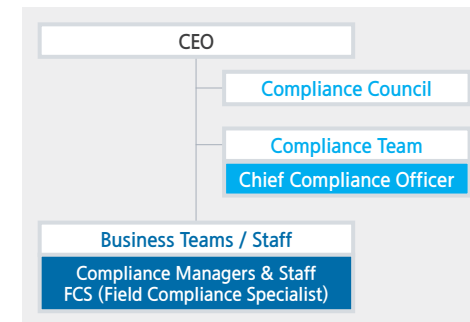 CEO
Compliance Council
Compliance Team
Chief Compliance Officer
Business Teams / Staff
Compliance Managers & Staff
FCS (Field Compliance Specialist)